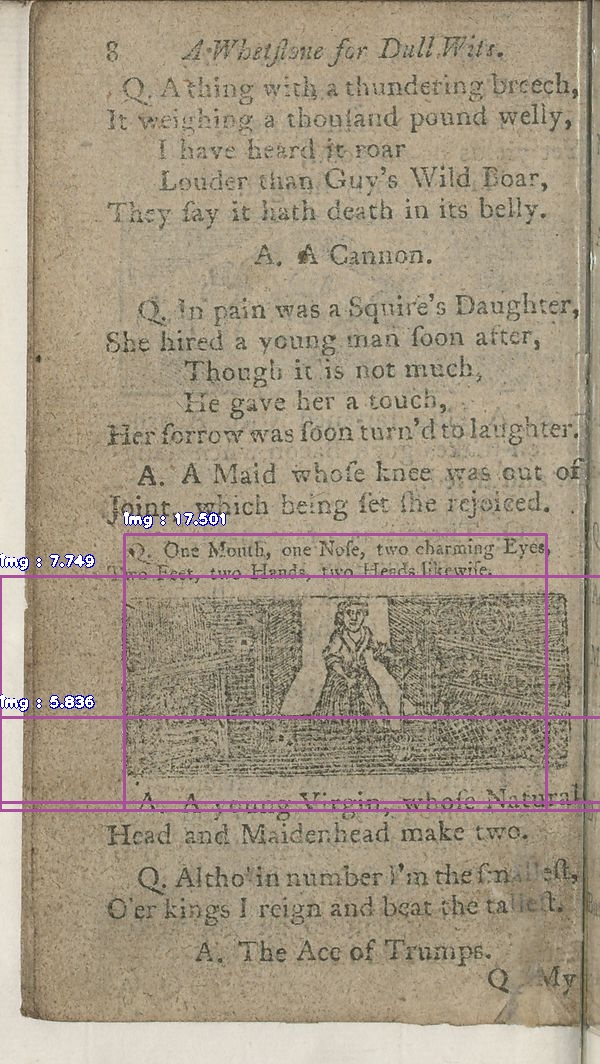 8 A Whetſtone for Dull Wits.
Q. A thing with a thundering breech,
It weighing a thouſand pound welly,
I have heard it roar
Louder than Guy's Wild Boar,
They ſay it hath death in its belly.
A. A Cannon.
Q. In pain was a Squire's Daughter,
She hired a young man ſoon after,
Though it is not much,
He gave her a touch,
Her ſorrow was ſoon turn'd to laughter.
A. A Maid whoſe knee was out of
Joint, which being ſet ſhe rejoiced.
img : 17.501
Q. One Mouth, one Noſe, two charming Eyes,
img : 7.749
Two Feet, two Hands, two Heads likewiſe.
img : 5.836
A. A young Virgin, whoſe Natural
Head and Maidenhead make two.
Q. Altho' in number I'm the ſmalleſt,
O'er kings I reign and beat the talleſt.
A. The Ace of Trumps.
Q My